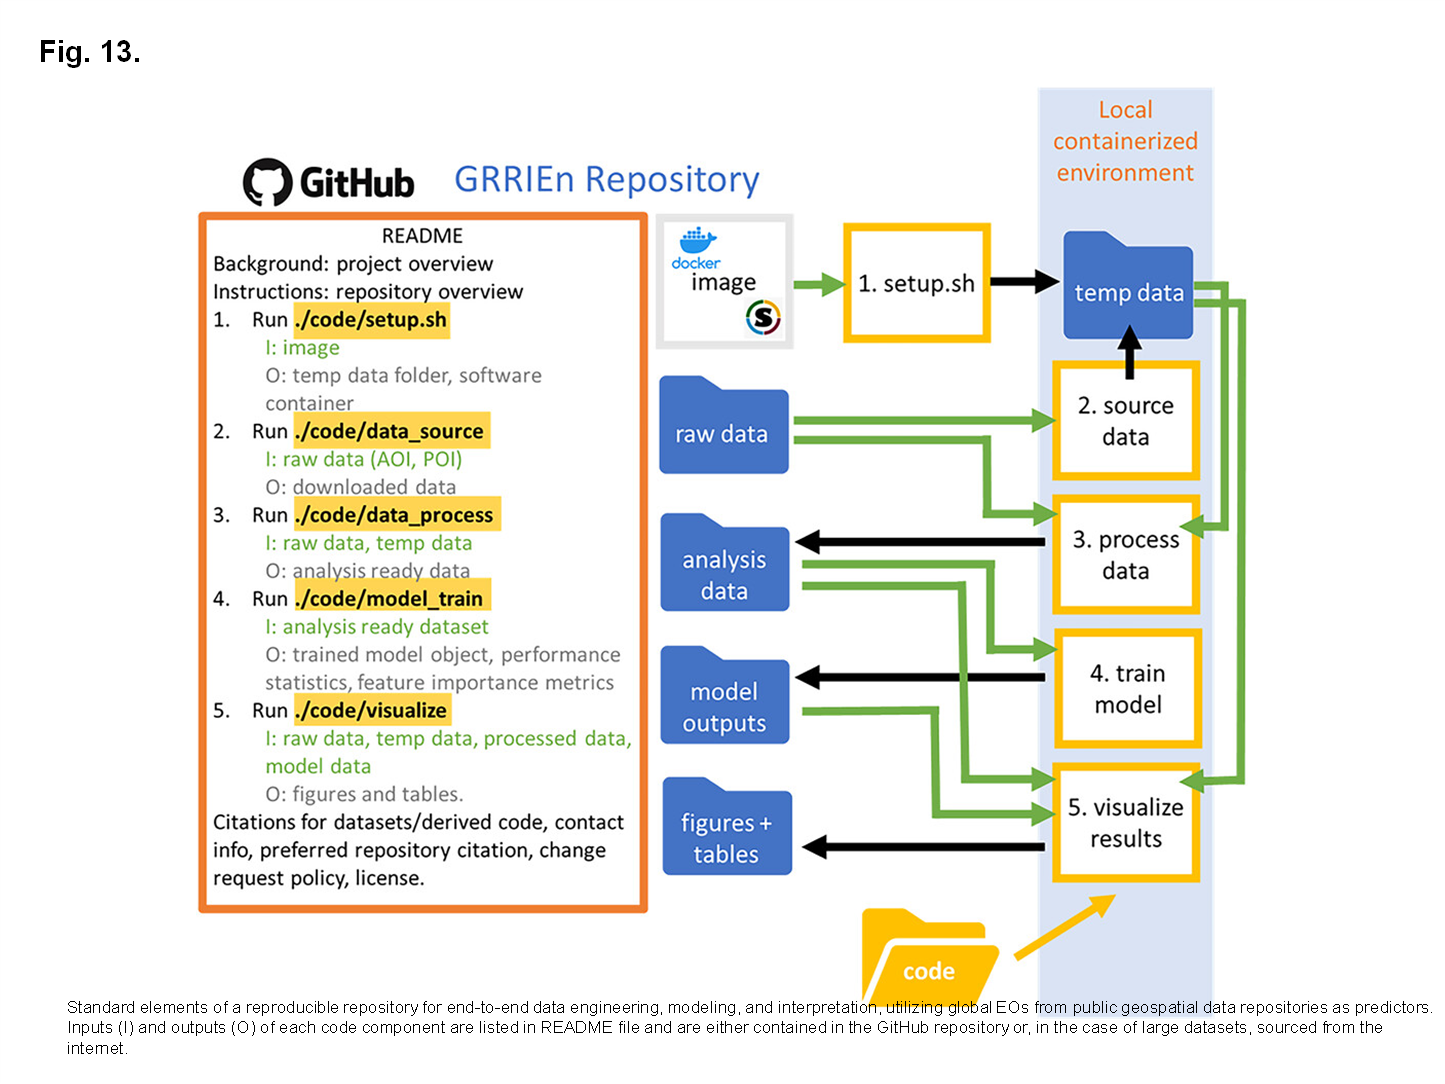 Fig. 13.
GitHub
GRRIEn Repository
README
Background: project overview
Instructions: repository overview
1. Run ./code/setup.sh
I: image
O: temp data folder, software
container
2. Run ./code/data_source
I: raw data (AOI, POI)
O: downloaded data
3. Run ./code/data_process
I: raw data, temp data
O: analysis ready data
4. Run ./code/model_train
I: analysis ready dataset
O: trained model object, performance
statistics, feature importance metrics
5. Run ./code/visualize
I: raw data, temp data, processed data,
model data
O: figures and tables.
Citations for datasets/derived code, contact
info, preferred repository citation, change
request policy, license.
docker
image
S
1. setup.sh
Local
containerized
environment
temp data
raw data
2. source
data
analysis
data
3. process
data
model
outputs
4. train
model
figures +
tables
5. visualize
results
code
Standard elements of a reproducible repository for end-to-end data engineering, modeling, and interpretation, utilizing global EOs from public geospatial data repositories as predictors.
Inputs (I) and outputs (O) of each code component are listed in README file and are either contained in the GitHub repository or, in the case of large datasets, sourced from the
internet.